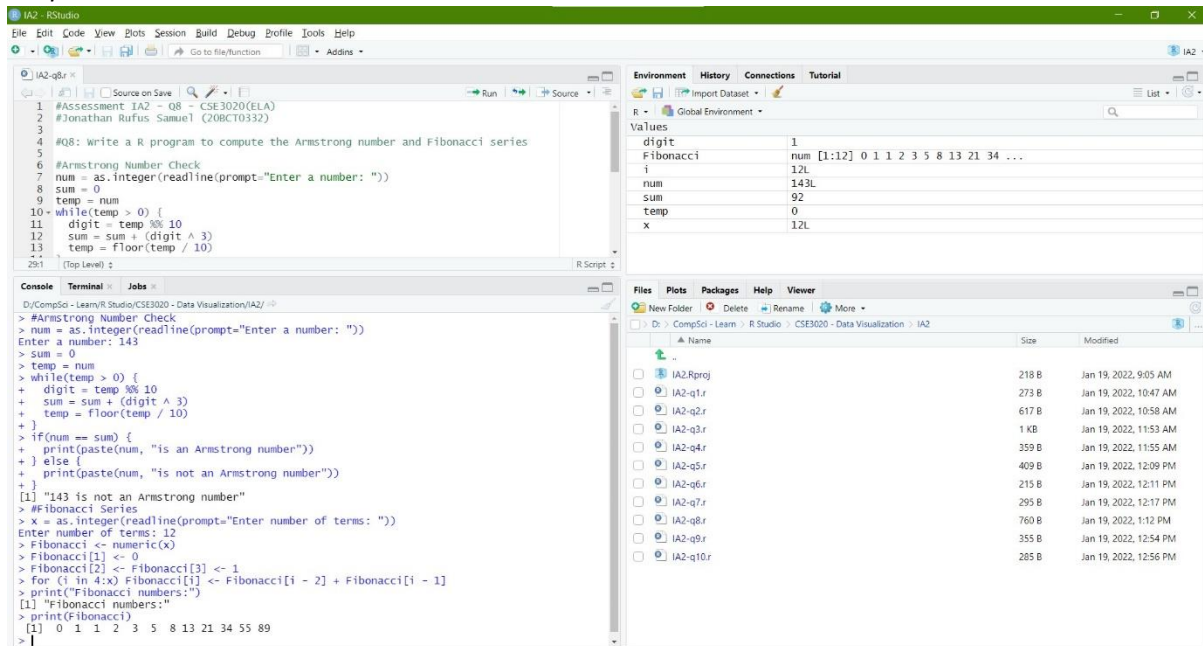 IA2 - RStudio
File Edit Code View Plots Session Build Debug Profile Tools Help
Go to file/function Addins IA2
IA2-q8.r
Source on Save Run Source
1 #Assessment IA2 - Q8 - CSE3020(ELA)
2 #Jonathan Rufus Samuel (20BCT0332)
3
4 #Q8: Write a R program to compute the Armstrong number and Fibonacci series
5
6 #Armstrong Number Check
7 num = as.integer(readline(prompt="Enter a number: "))
8 sum = 0
9 temp = num
10 while(temp > 0) {
11 digit = temp %% 10
12 sum = sum + (digit ^ 3)
13 temp = floor(temp / 10)
29:1 (Top Level) R Script
Console Terminal Jobs
D:/CompSci - Learn/R Studio/CSE3020 - Data Visualization/IA2/
> #Armstrong Number Check
> num = as.integer(readline(prompt="Enter a number: "))
Enter a number: 143
> sum = 0
> temp = num
> while(temp > 0) {
+ digit = temp %% 10
+ sum = sum + (digit ^ 3)
+ temp = floor(temp / 10)
+ }
> if(num == sum) {
+ print(paste(num, "is an Armstrong number"))
+ } else {
+ print(paste(num, "is not an Armstrong number"))
+ }
[1] "143 is not an Armstrong number"
> #Fibonacci Series
> x = as.integer(readline(prompt="Enter number of terms: "))
Enter number of terms: 12
> Fibonacci <- numeric(x)
> Fibonacci[1] <- 0
> Fibonacci[2] <- Fibonacci[3] <- 1
> for (i in 4:x) Fibonacci[i] <- Fibonacci[i - 2] + Fibonacci[i - 1]
> print("Fibonacci numbers:")
[1] "Fibonacci numbers:"
> print(Fibonacci)
[1] 0 1 1 2 3 5 8 13 21 34 55 89
>
Environment History Connections Tutorial
Import Dataset List
R Global Environment
Values
digit 1
Fibonacci num [1:12] 0 1 1 2 3 5 8 13 21 34 ...
i 12L
num 143L
sum 92
temp 0
x 12L
Files Plots Packages Help Viewer
New Folder Delete Rename More
D: > CompSci - Learn > R Studio > CSE3020 - Data Visualization > IA2
Name Size Modified
..
IA2.Rproj 218 B Jan 19, 2022, 9:05 AM
IA2-q1.r 273 B Jan 19, 2022, 10:47 AM
IA2-q2.r 617 B Jan 19, 2022, 10:58 AM
IA2-q3.r 1 KB Jan 19, 2022, 11:53 AM
IA2-q4.r 359 B Jan 19, 2022, 11:55 AM
IA2-q5.r 409 B Jan 19, 2022, 12:09 PM
IA2-q6.r 215 B Jan 19, 2022, 12:11 PM
IA2-q7.r 295 B Jan 19, 2022, 12:17 PM
IA2-q8.r 760 B Jan 19, 2022, 1:12 PM
IA2-q9.r 355 B Jan 19, 2022, 12:54 PM
IA2-q10.r 285 B Jan 19, 2022, 12:56 PM